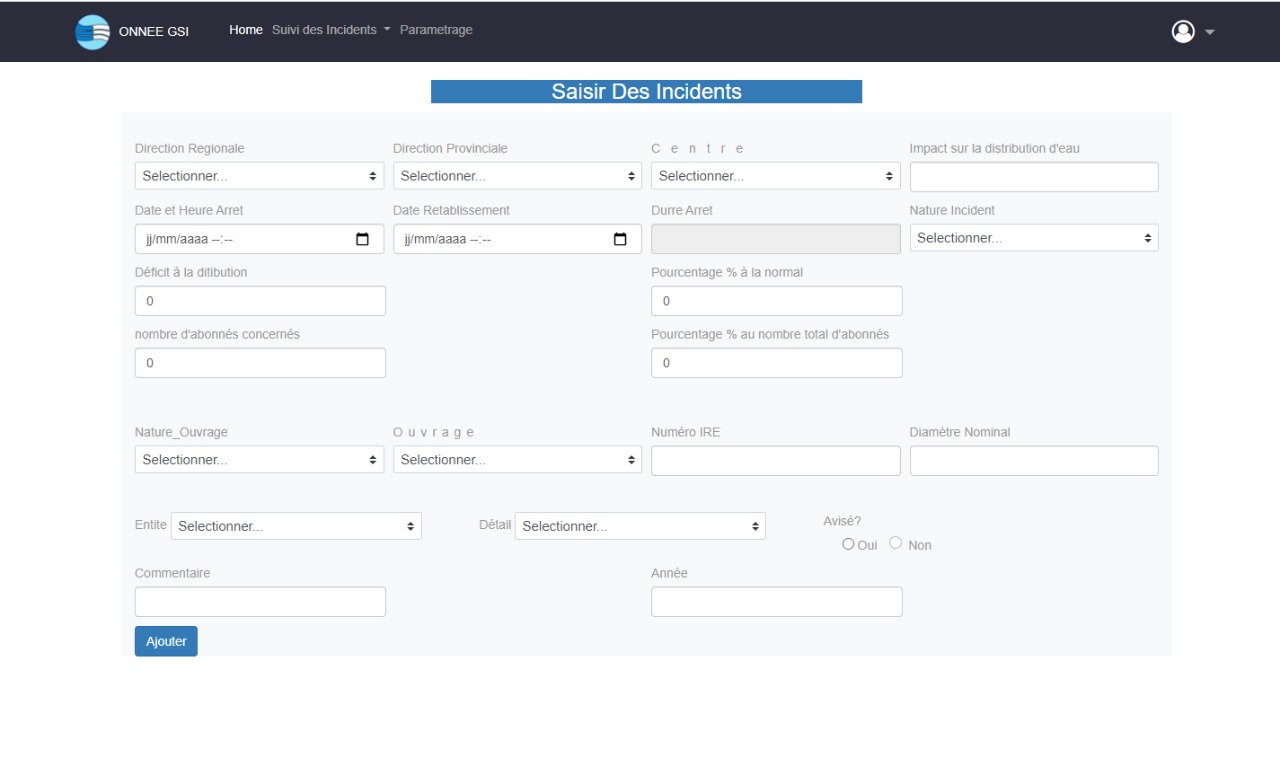 ONNEE GSI Home Suivi des Incidents Parametrage
Saisir Des Incidents
Direction Regionale Direction Provinciale Centre Impact sur la distribution d'eau
Selectionner... Selectionner... Selectionner...
Date et Heure Arret Date Retablissement Durre Arret Nature Incident
jj/mm/aaaa --:-- jj/mm/aaaa --:-- Selectionner...
Déficit à la ditibution Pourcentage % à la normal
0 0
nombre d'abonnés concernés Pourcentage % au nombre total d'abonnés
0 0
Nature_Ouvrage Ouvrage Numéro IRE Diamètre Nominal
Selectionner... Selectionner...
Entite Selectionner... Détail Selectionner... Avisé?
Oui Non
Commentaire Année
Ajouter